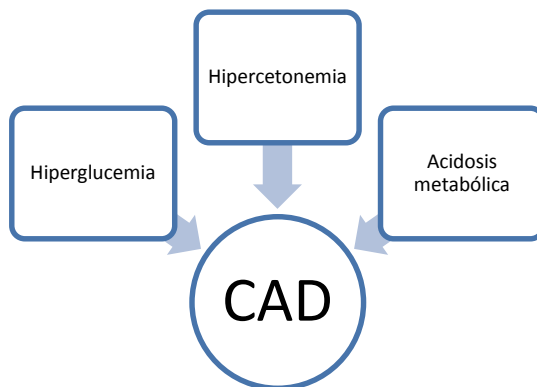 Hipercetonemia
Hiperglucemia
Acidosis
metabólica
CAD